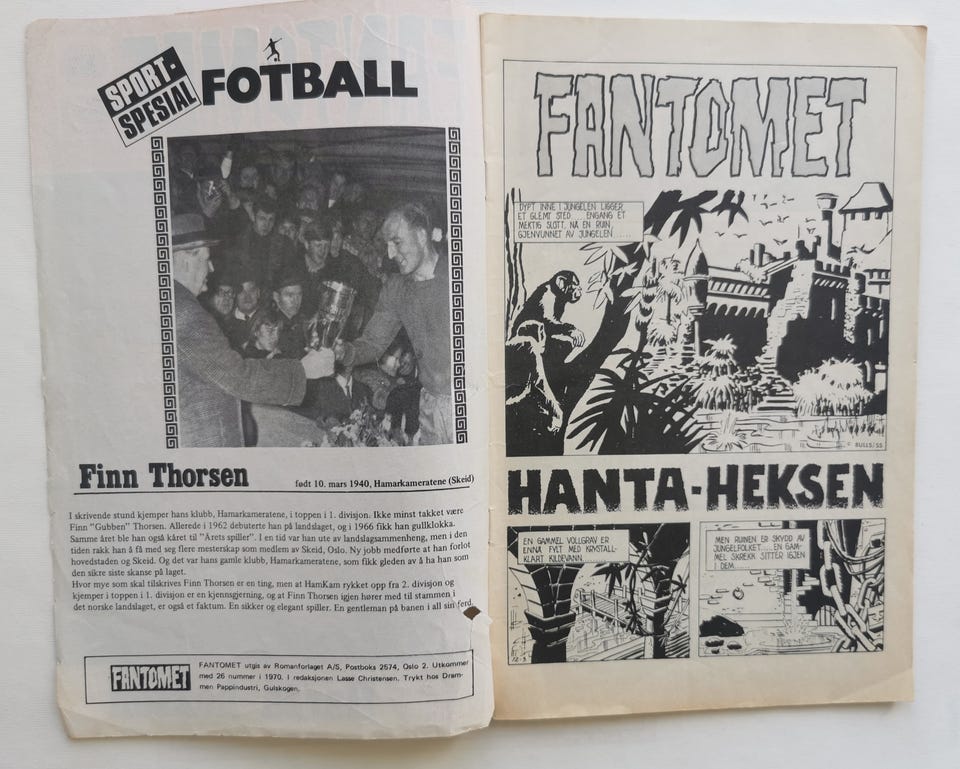 SPORT-
SPESIAL
FOTBALL
Finn Thorsen
født 10. mars 1940, Hamarkameratene (Skeid)
I skrivende stund kjemper hans klubb, Hamarkameratene, i toppen i 1. divisjon. Ikke minst takket være
Finn "Gubben" Thorsen. Allerede i 1962 debuterte han på landslaget, og i 1966 fikk han gullklokka.
Samme året ble han også kåret til "Årets spiller". I en tid var han ute av landslagsammenheng, men i den
tiden rakk han å få med seg flere mesterskap som medlem av Skeid, Oslo. Ny jobb medførte at han forlot
hovedstaden og Skeid. Og det var hans gamle klubb, Hamarkameratene, som fikk gleden av å ha han som
den sikre siste skanse på laget.
Hvor mye som skal tilskrives Finn Thorsen er en ting, men at HamKam rykket opp fra 2. divisjon og
kjemper i toppen i 1. divisjon er en kjennsgjerning, og at Finn Thorsen igjen hører med til stammen i
det norske landslaget, er også et faktum. En sikker og elegant spiller. En gentleman på banen i all sin ferd.
FANTOMET
FANTOMET utgis av Romanforlaget A/S, Postboks 2574, Oslo 2. Utkommer
med 26 nummer i 1970. I redaksjonen Lasse Christensen. Trykt hos Dram-
men Pappindustri, Gulskogen.
FANTOMET
DYPT INNE I JUNGELEN LIGGER
ET GLEMT STED.... ENGANG ET
MEKTIG SLOTT, NÅ EN RUIN,
GJENVUNNET AV JUNGELEN......
© BULLS/SS
HANTA-HEKSEN
EN GAMMEL VOLLGRAV ER
ENNÅ FYLT MED KRYSTALL-
KLART KILDEVANN.
MEN RUINEN ER SKYDD AV
JUNGELFOLKET.... EN GAM-
MEL SKREKK SITTER IGJEN
I DEM......